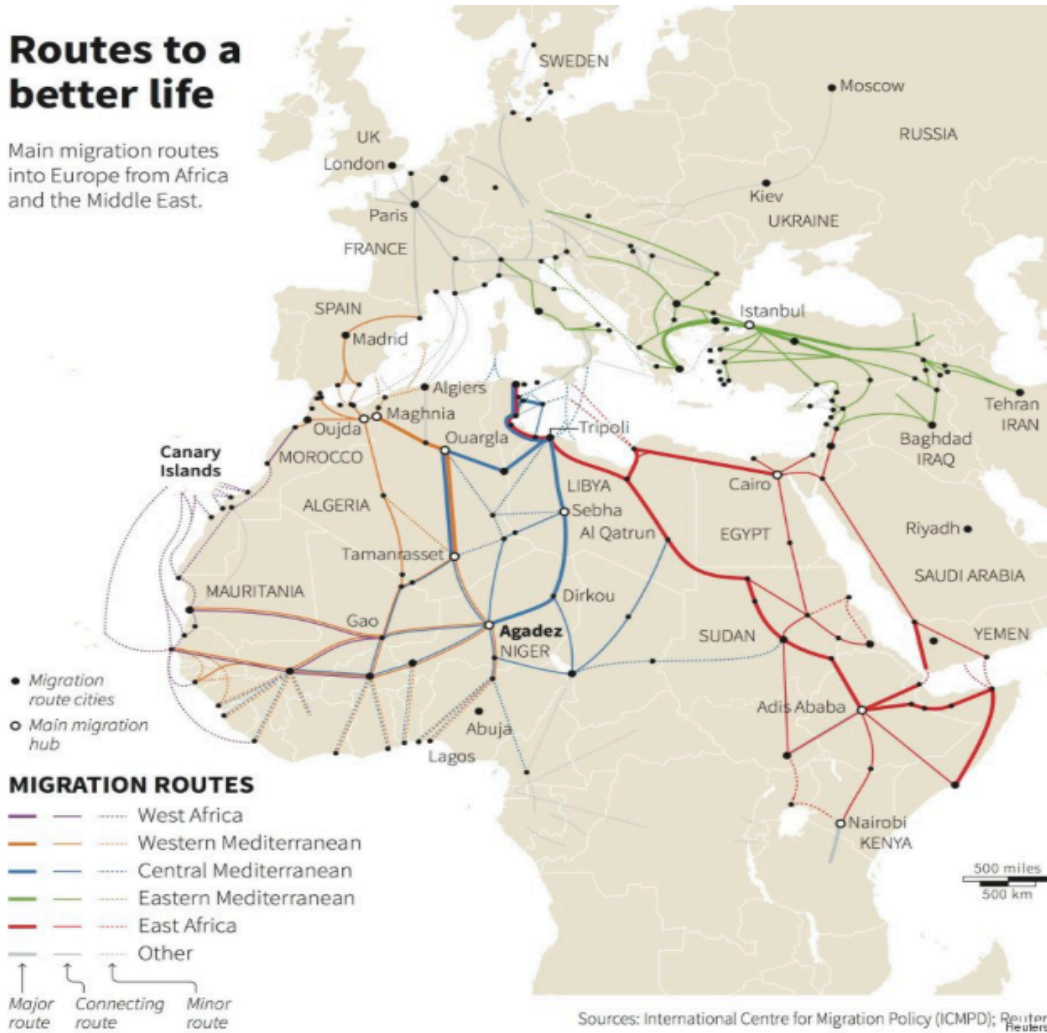 Routes to a
better life
Main migration routes
into Europe from Africa
and the Middle East.
SWEDEN
Moscow
RUSSIA
UK
London
Kiev
UKRAINE
Paris
FRANCE
SPAIN
Madrid
Istanbul
Algiers
Maghnia
Oujda
Ouargla
Tripoli
Tehran
IRAN
Baghdad
IRAQ
Canary
Islands
MOROCCO
ALGERIA
LIBYA
Sebha
Al Qatrun
Cairo
EGYPT
Riyadh
SAUDI ARABIA
Tamanrasset
MAURITANIA
Gao
Dirkou
Agadez
NIGER
SUDAN
YEMEN
Adis Ababa
Abuja
Lagos
Nairobi
KENYA
Migration
route cities
Main migration
hub
MIGRATION ROUTES
West Africa
Western Mediterranean
Central Mediterranean
Eastern Mediterranean
East Africa
Other
Major
route
Connecting
route
Minor
route
500 miles
500 km
Sources: International Centre for Migration Policy (ICMPD);
Reuters